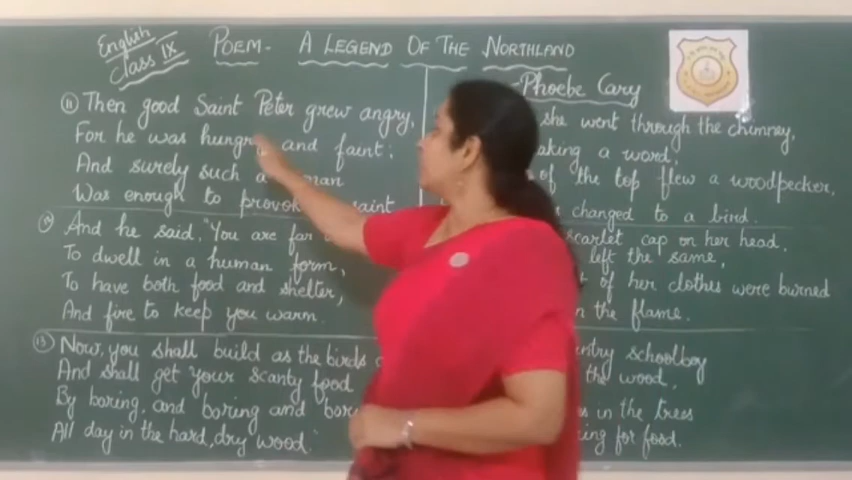 English
Class IX
POEM- A LEGEND OF THE NORTHLAND
Phoebe Cary
11 Then good Saint Peter grew angry,
For he was hungry and faint;
And surely such a man
Was enough to provoke saint
12 And he said, "You are far
To dwell in a human form,
To have both food and shelter,
And fire to keep you warm.
13 Now, you shall build as the birds
And shall get your scanty food
By boring, and boring and
All day in the hard, dry wood."
she went through the chimney,
a word,
of the top flew a woodpecker,
changed to a bird.
scarlet cap on her head.
left the same,
of her clothes were burned
in the flame.
schoolboy
the wood,
in the trees
for food.